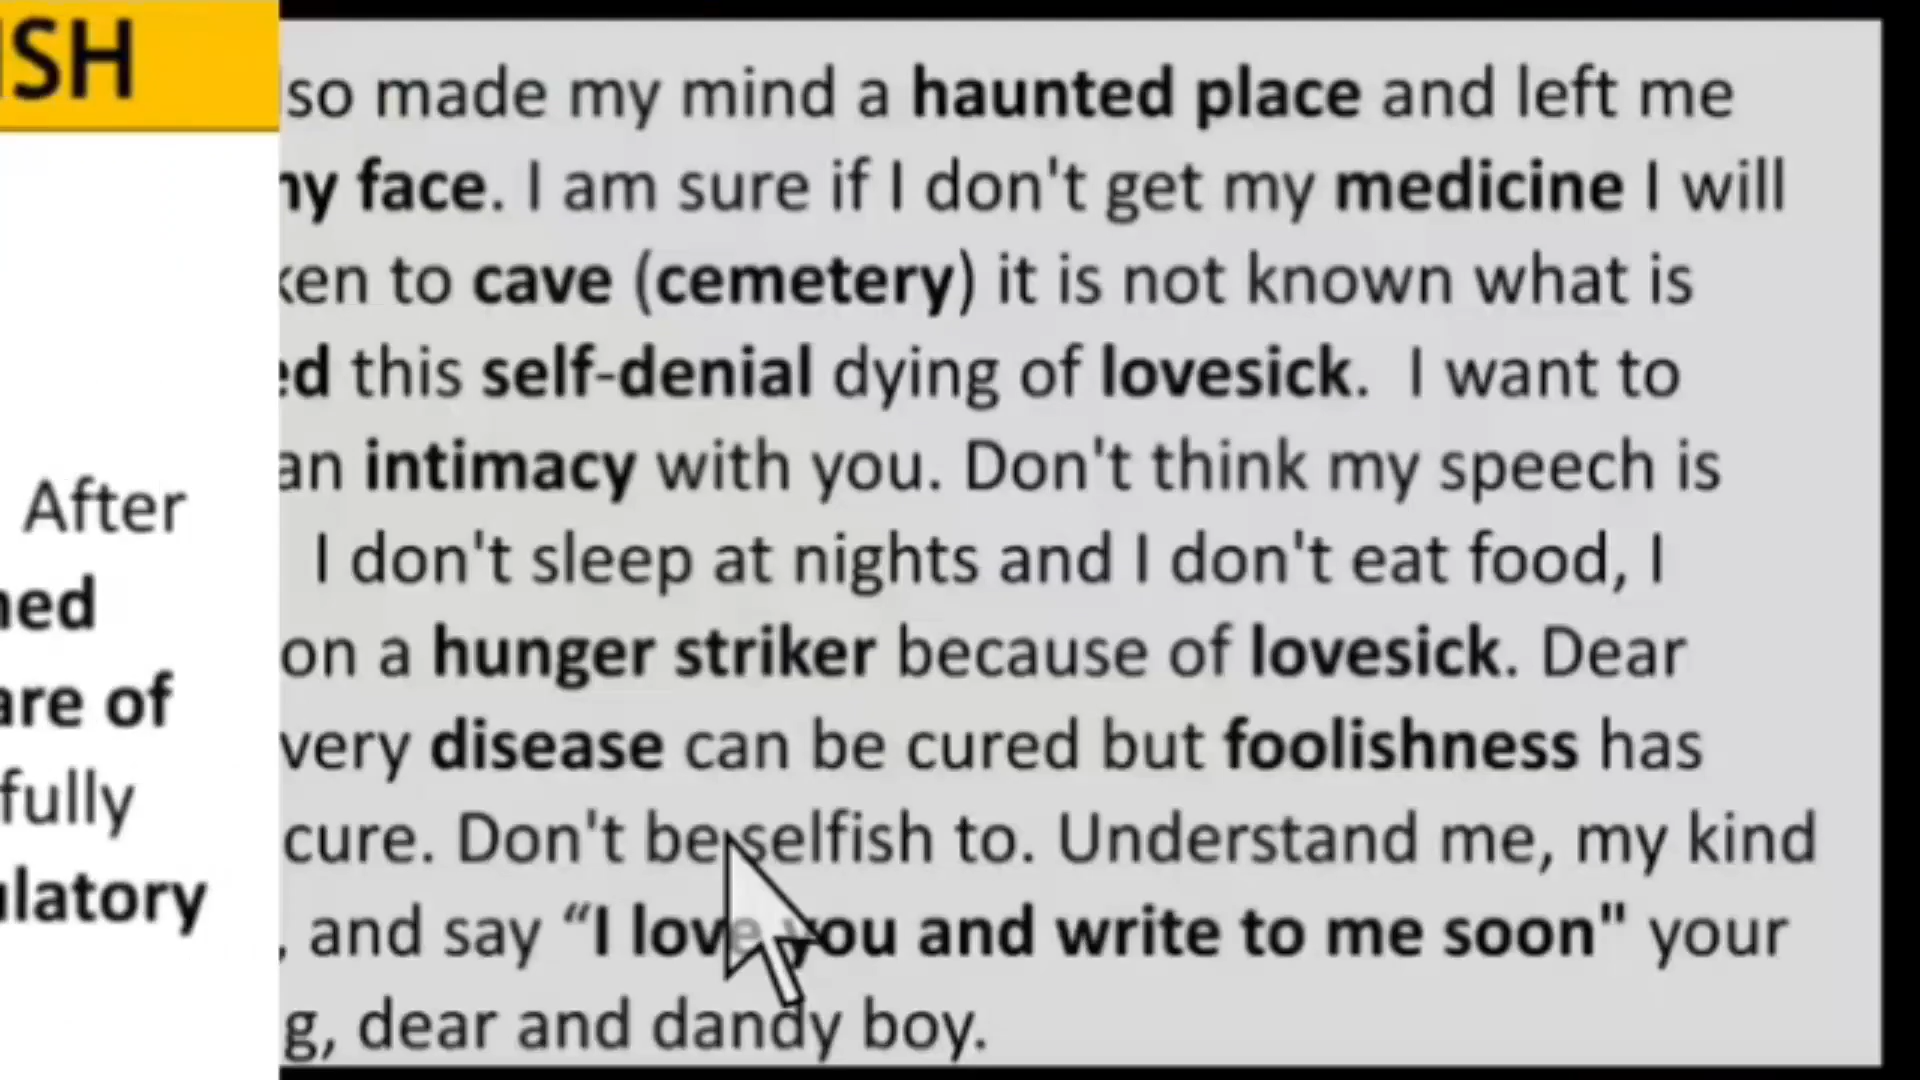 so made my mind a haunted place and left me
face. I am sure if I don't get my medicine I will
to cave (cemetery) it is not known what is
this self-denial dying of lovesick. I want to
an intimacy with you. Don't think my speech is
I don't sleep at nights and I don't eat food, I
on a hunger striker because of lovesick. Dear
very disease can be cured but foolishness has
cure. Don't be selfish to. Understand me, my kind
, and say “I love you and write to me soon" your
g, dear and dandy boy.
ISH
After
ned
are of
fully
ulatory